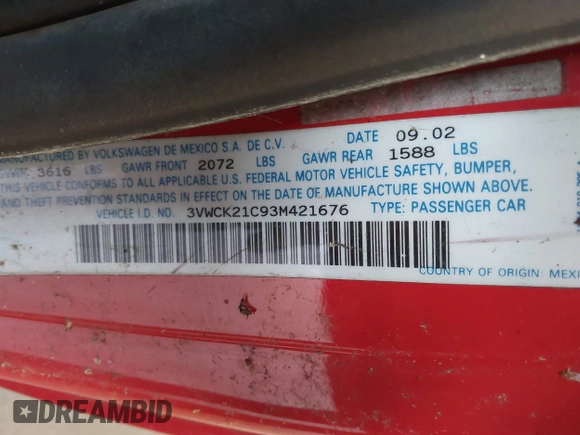 MANUFACTURED BY VOLKSWAGEN DE MEXICO S.A. DE C.V. DATE 09.02
GVWR 3616 LBS GAWR FRONT 2072 LBS GAWR REAR 1588 LBS
THIS VEHICLE CONFORMS TO ALL APPLICABLE U.S. FEDERAL MOTOR VEHICLE SAFETY, BUMPER,
THEFT PREVENTION STANDARDS IN EFFECT ON THE DATE OF MANUFACTURE SHOWN ABOVE.
VEHICLE I.D. NO. 3VWCK21C93M421676 TYPE: PASSENGER CAR
COUNTRY OF ORIGIN: MEXI
DREAMBID